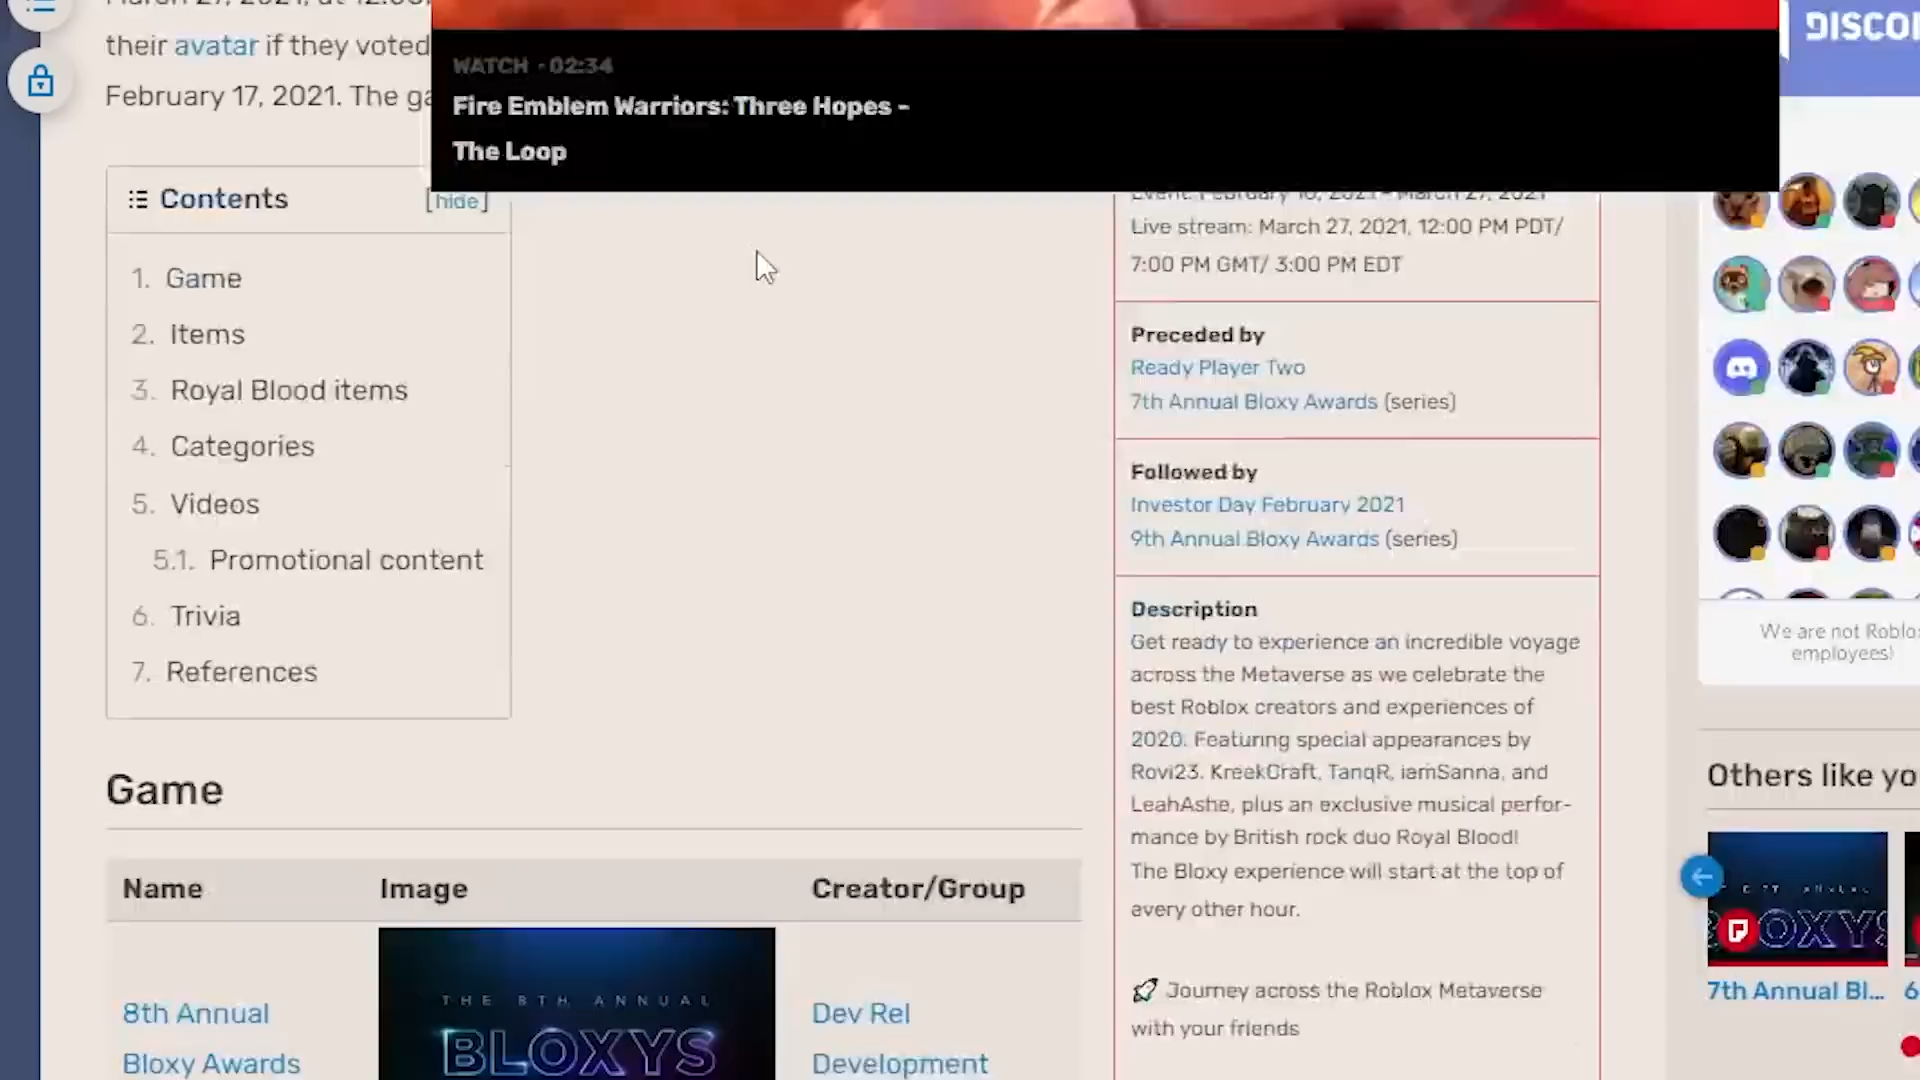 their avatar if they voted
February 17, 2021. The ga
WATCH - 02:34
Fire Emblem Warriors: Three Hopes -
The Loop
Contents [hide]
1. Game
2. Items
3. Royal Blood items
4. Categories
5. Videos
5.1. Promotional content
6. Trivia
7. References
Game
Name Image Creator/Group
8th Annual
Bloxy Awards
THE 8TH ANNUAL
BLOXYS
Dev Rel
Development
Event: February 16, 2021 - March 27, 2021
Live stream: March 27, 2021, 12:00 PM PDT/
7:00 PM GMT/ 3:00 PM EDT
Preceded by
Ready Player Two
7th Annual Bloxy Awards (series)
Followed by
Investor Day February 2021
9th Annual Bloxy Awards (series)
Description
Get ready to experience an incredible voyage
across the Metaverse as we celebrate the
best Roblox creators and experiences of
2020. Featuring special appearances by
Rovi23. KreekCraft, TanqR, iamSanna, and
LeahAshe, plus an exclusive musical perfor-
mance by British rock duo Royal Blood!
The Bloxy experience will start at the top of
every other hour.
Journey across the Roblox Metaverse
with your friends
DISCO
We are not Roblo
employees!
Others like yo
BLOXYS
7th Annual Bl... 6